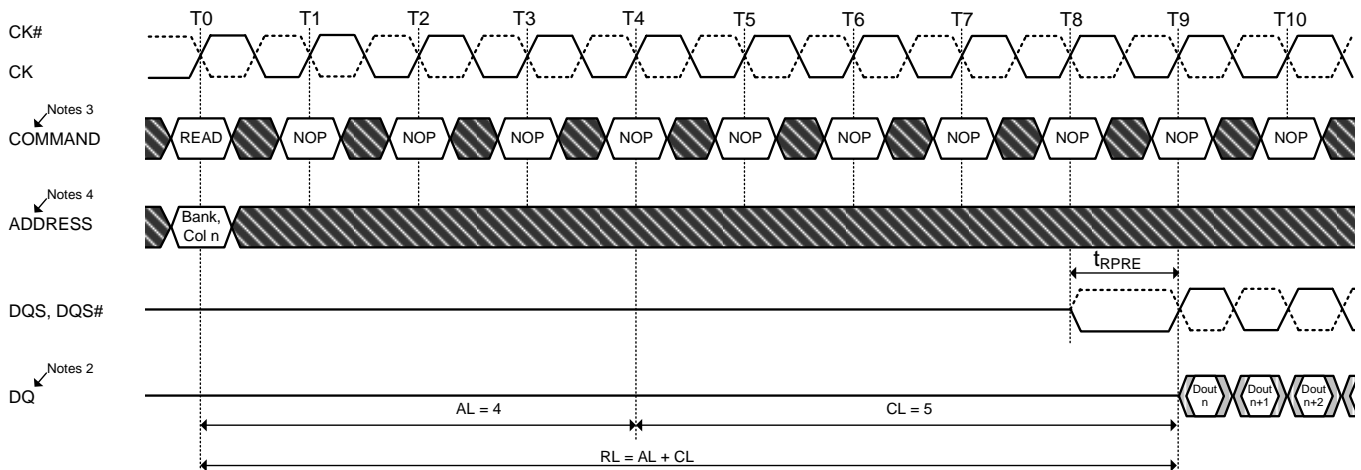 T0 T1 T2 T3 T4 T5 T6 T7 T8 T9 T10
CK#
CK
Notes 3
COMMAND
READ NOP NOP NOP NOP NOP NOP NOP NOP NOP NOP
Notes 4
ADDRESS
Bank,
Col n
tRPRE
DQS, DQS#
Notes 2
DQ
Dout
n
Dout
n+1
Dout
n+2
AL = 4
CL = 5
RL = AL + CL